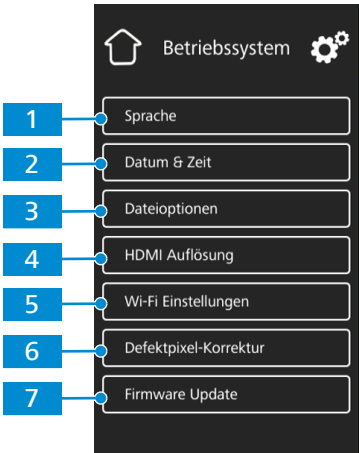 Betriebssystem
1 Sprache
2 Datum & Zeit
3 Dateioptionen
4 HDMI Auflösung
5 Wi-Fi Einstellungen
6 Defektpixel-Korrektur
7 Firmware Update